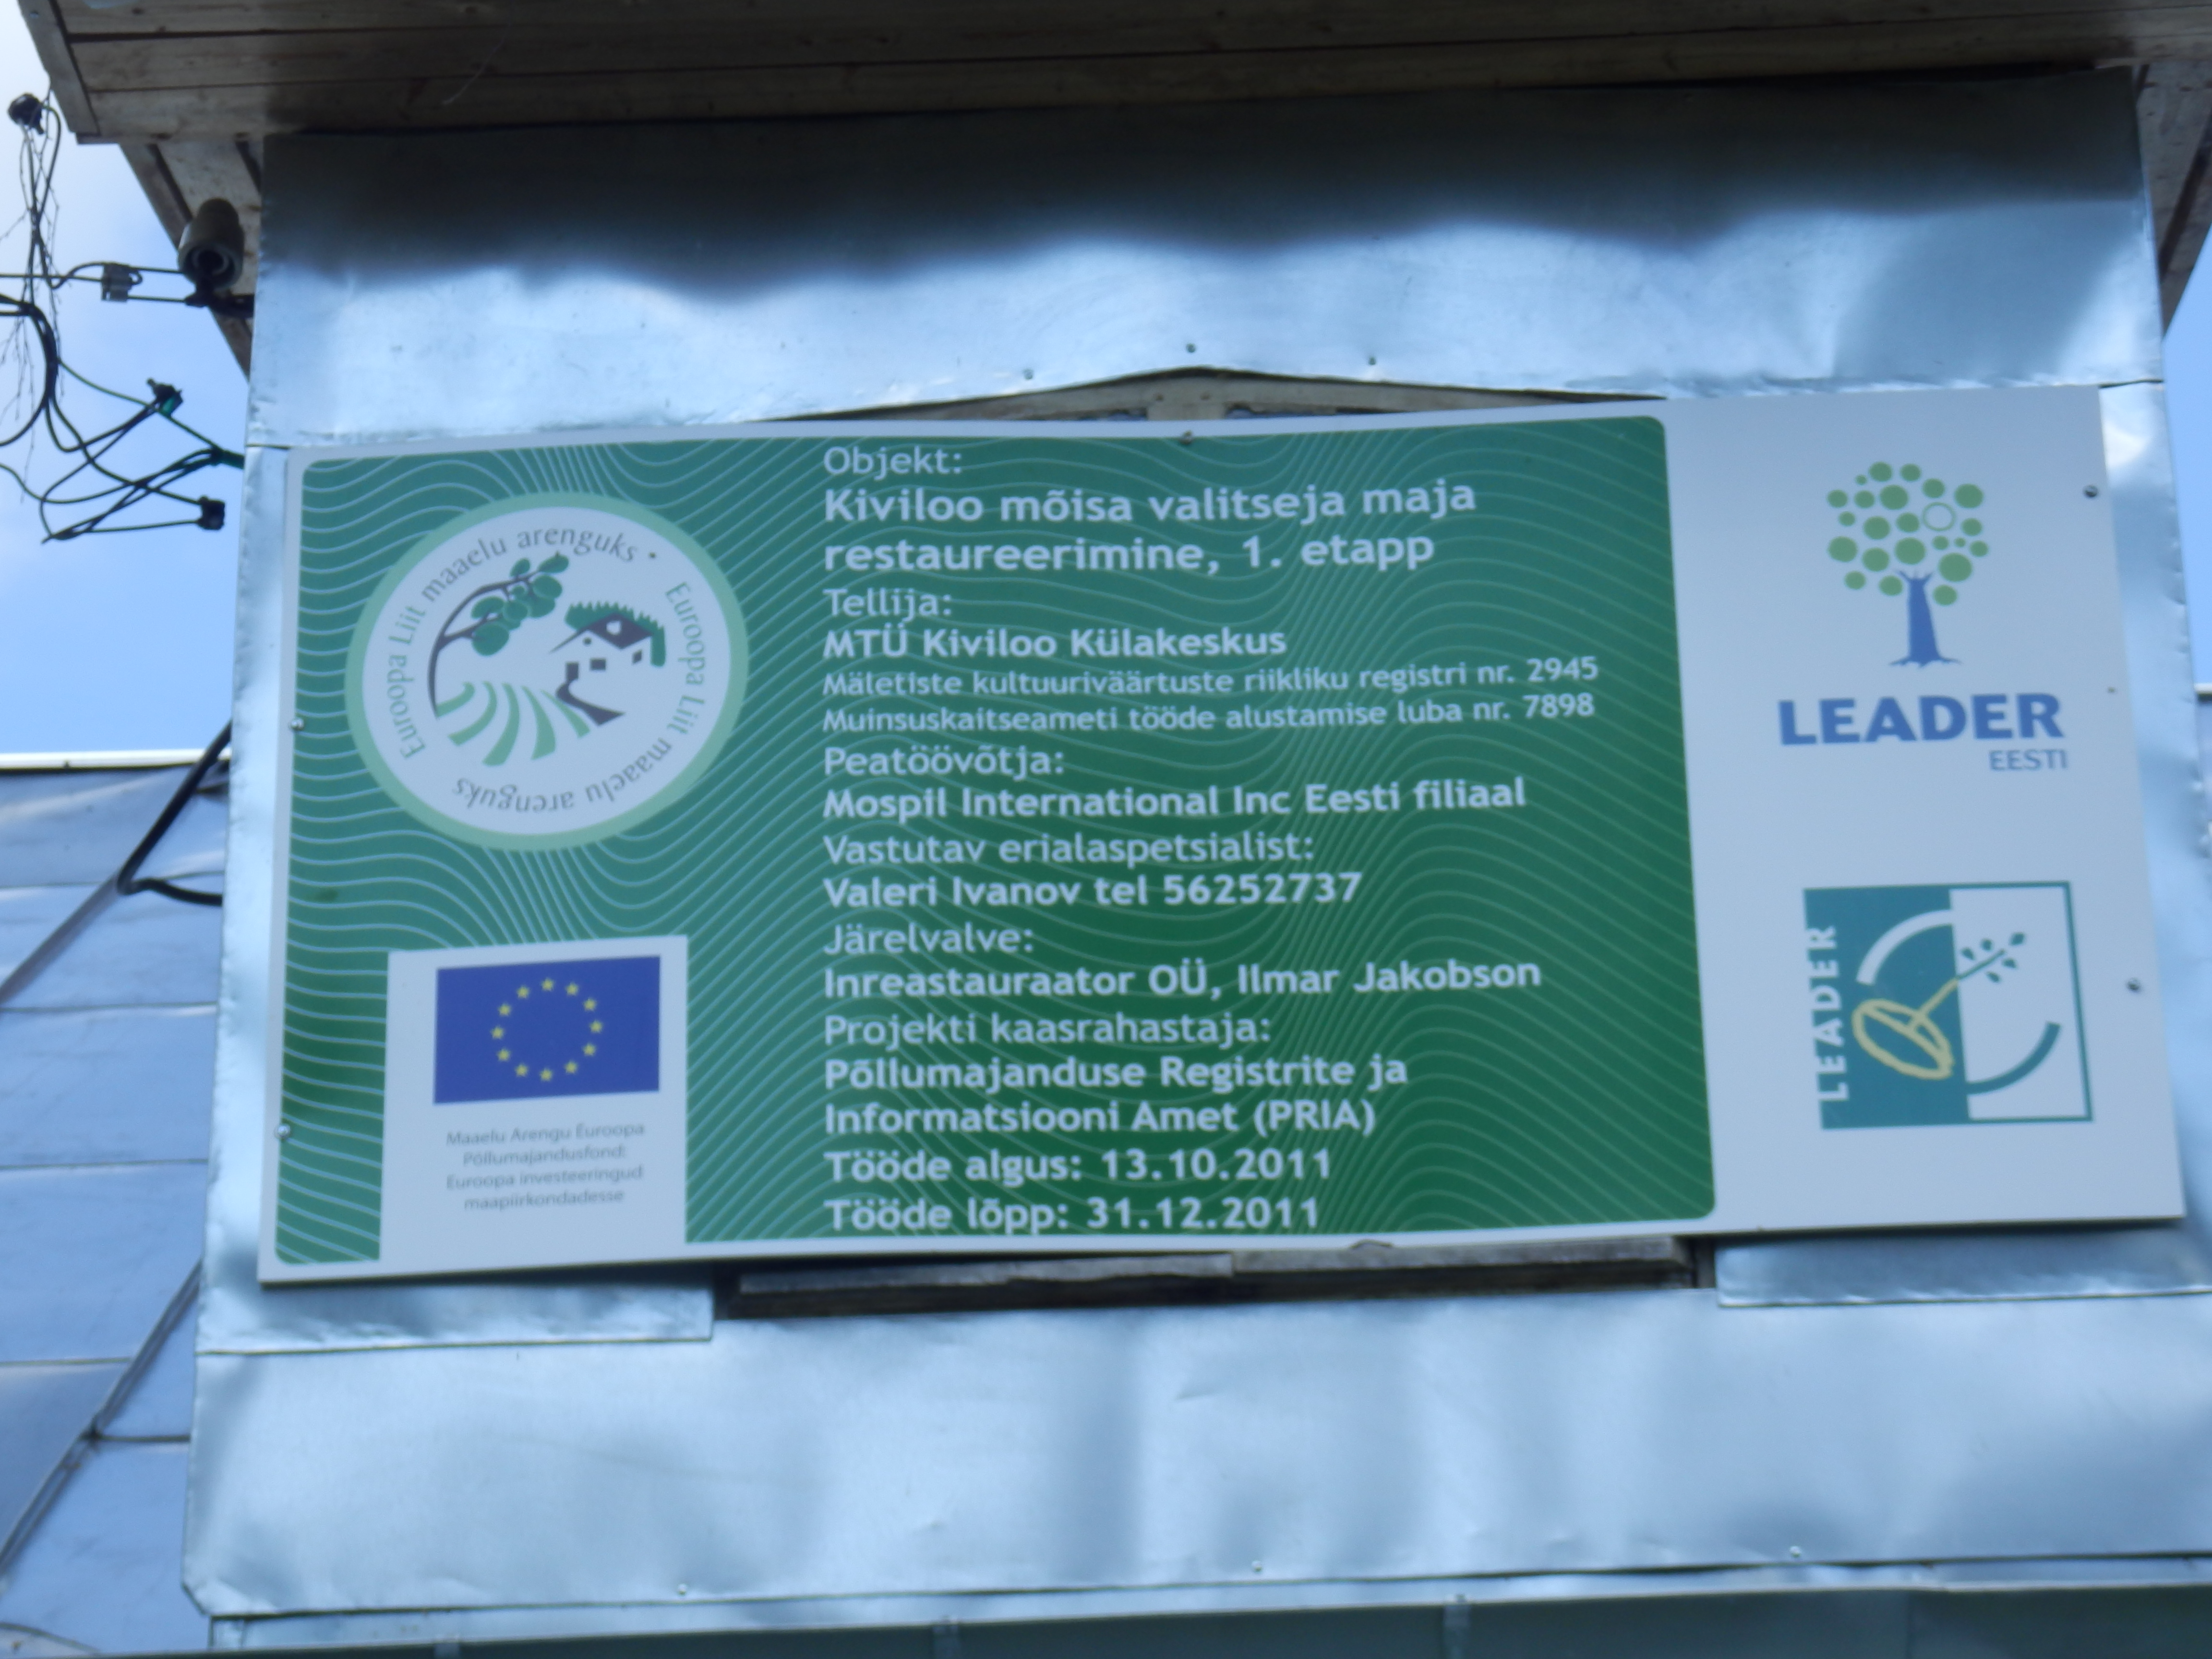 Euroopa Liit maaelu arenguks • Euroopa Liit maaelu arenguks
Maaelu Arengu Euroopa
Põllumajandusfond:
Euroopa investeeringud
maapiirkondadesse
Objekt:
Kiviloo mõisa valitseja maja
restaureerimine, 1. etapp
Tellija:
MTÜ Kiviloo Külakeskus
Mäletiste kultuuriväärtuste riikliku registri nr. 2945
Muinsuskaitseameti tööde alustamise luba nr. 7898
Peatöövõtja:
Mospil International Inc Eesti filiaal
Vastutav erialaspetsialist:
Valeri Ivanov tel 56252737
Järelvalve:
Inreastauraator OÜ, Ilmar Jakobson
Projekti kaasrahastaja:
Põllumajanduse Registrite ja
Informatsiooni Amet (PRIA)
Tööde algus: 13.10.2011
Tööde lõpp: 31.12.2011
LEADER
EESTI
LEADER